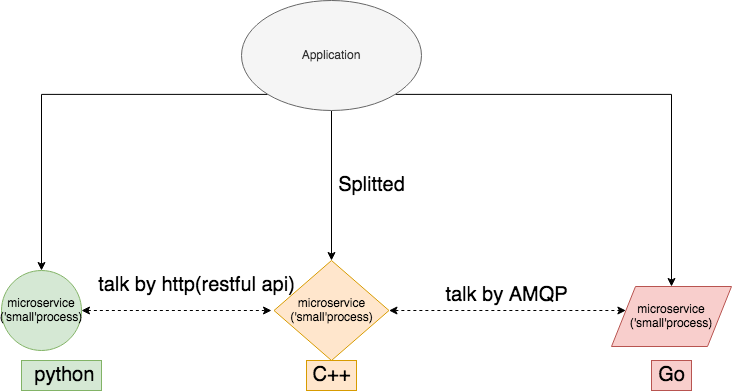 Application
Splitted
talk by http(restful api)
talk by AMQP
microservice
('small'process)
microservice
('small'process)
microservice
('small'process)
python
C++
Go